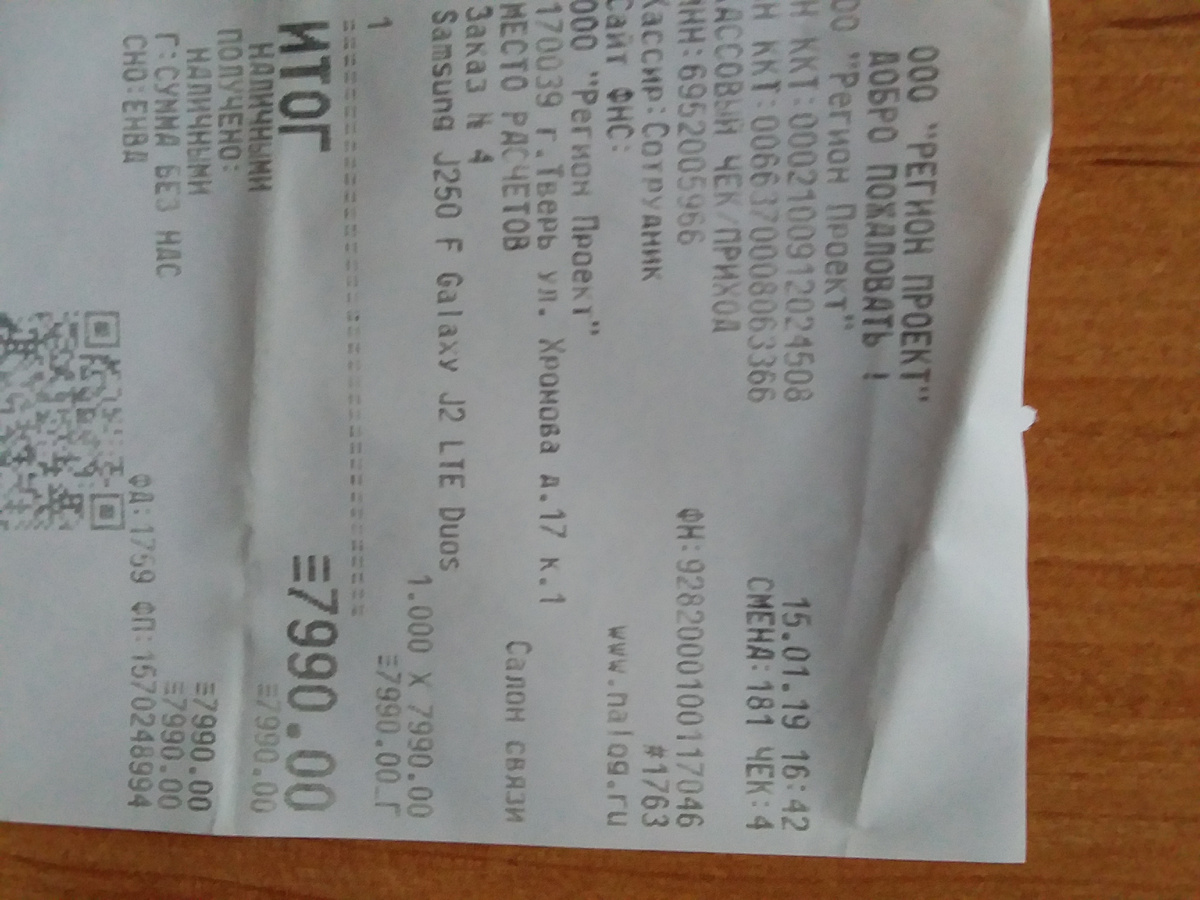 ООО "РЕГИОН ПРОЕКТ"
ДОБРО ПОЖАЛОВАТЬ !
ОО "Регион Проект"
Н ККТ:0002100912024508 15.01.19 16:42
Н ККТ:0066370008063366 СМЕНА:181 ЧЕК:4
КАССОВЫЙ ЧЕК/ПРИХОД
ИНН:6952005966 ФН:9282000100117046
Кассир:Сотрудник #1763
Сайт ФНС: www.nalog.ru
ООО "Регион Проект"
170039 г.Тверь ул. Хромова д.17 к.1
МЕСТО РАСЧЕТОВ Салон связи
Заказ N 4
Samsung J250 F Galaxy J2 LTE Duos
1.000 X 7990.00
1 ≡7990.00_Г
ИТОГ ≡7990.00
НАЛИЧНЫМИ ≡7990.00
ПОЛУЧЕНО:
НАЛИЧНЫМИ ≡7990.00
Г:СУММА БЕЗ НДС ≡7990.00
СНО:ЕНВД ФД:1759 ФП:1570248994